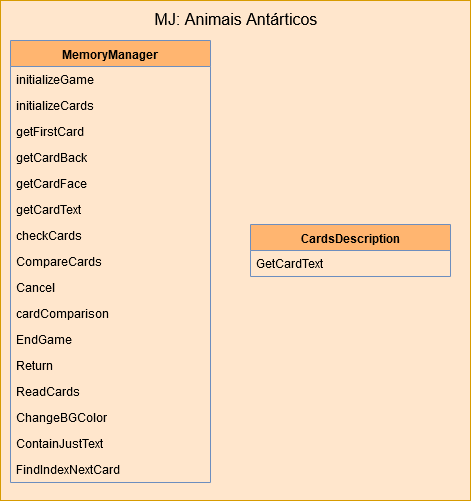 MJ: Animais Antárticos
MemoryManager
initializeGame
initializeCards
getFirstCard
getCardBack
getCardFace
getCardText
checkCards
CompareCards
Cancel
cardComparison
EndGame
Return
ReadCards
ChangeBGColor
ContainJustText
FindIndexNextCard
CardsDescription
GetCardText